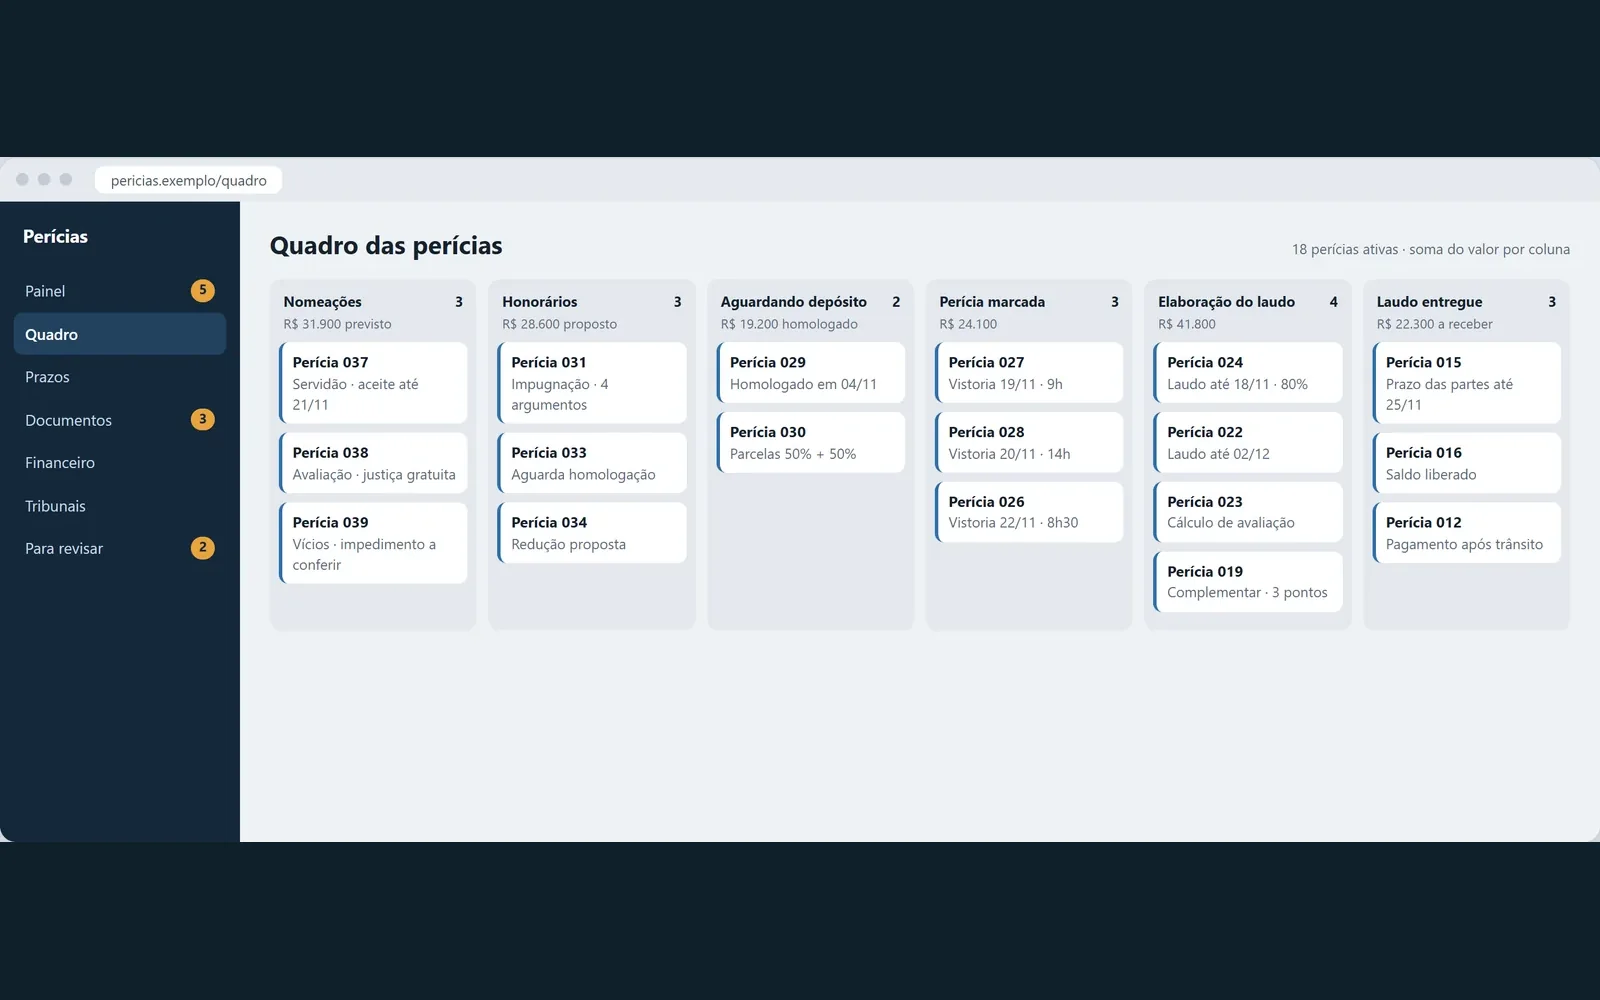 pericias.exemplo/quadro
Perícias
Painel 5
Quadro
Prazos
Documentos 3
Financeiro
Tribunais
Para revisar 2
Quadro das perícias
18 perícias ativas · soma do valor por coluna
Nomeações 3
R$ 31.900 previsto
Perícia 037
Servidão · aceite até
21/11
Perícia 038
Avaliação · justiça gratuita
Perícia 039
Vícios · impedimento a
conferir
Honorários 3
R$ 28.600 proposto
Perícia 031
Impugnação · 4
argumentos
Perícia 033
Aguarda homologação
Perícia 034
Redução proposta
Aguardando depósito 2
R$ 19.200 homologado
Perícia 029
Homologado em 04/11
Perícia 030
Parcelas 50% + 50%
Perícia marcada 3
R$ 24.100
Perícia 027
Vistoria 19/11 · 9h
Perícia 028
Vistoria 20/11 · 14h
Perícia 026
Vistoria 22/11 · 8h30
Elaboração do laudo 4
R$ 41.800
Perícia 024
Laudo até 18/11 · 80%
Perícia 022
Laudo até 02/12
Perícia 023
Cálculo de avaliação
Perícia 019
Complementar · 3 pontos
Laudo entregue 3
R$ 22.300 a receber
Perícia 015
Prazo das partes até
25/11
Perícia 016
Saldo liberado
Perícia 012
Pagamento após trânsito